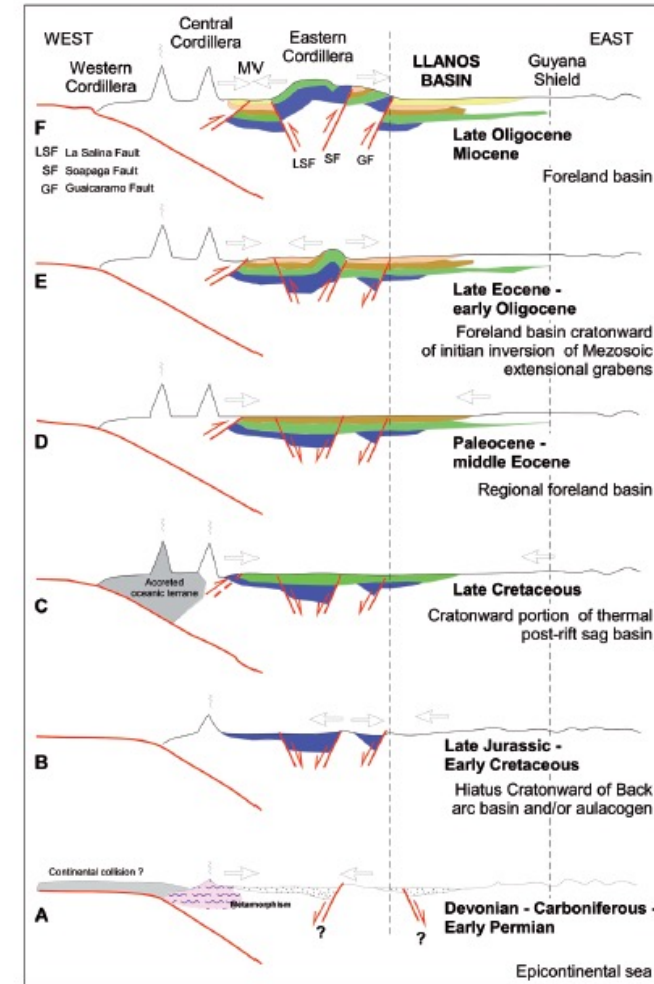 WEST
Central
Cordillera
Eastern
Cordillera
EAST
Western
Cordillera
MV
LLANOS
BASIN
Guyana
Shield
F
LSF La Salina Fault
SF Soapaga Fault
GF Guaicaramo Fault
LSF
SF
GF
Late Oligocene
Miocene
Foreland basin
E
Late Eocene -
early Oligocene
Foreland basin cratonward
of initian inversion of Mezosoic
extensional grabens
D
Paleocene -
middle Eocene
Regional foreland basin
Accreted
oceanic terrane
C
Late Cretaceous
Cratonward portion of thermal
post-rift sag basin
B
Late Jurassic -
Early Cretaceous
Hiatus Cratonward of Back
arc basin and/or aulacogen
Continental collision ?
Metamorphism
A
?
?
Devonian - Carboniferous -
Early Permian
Epicontinental sea